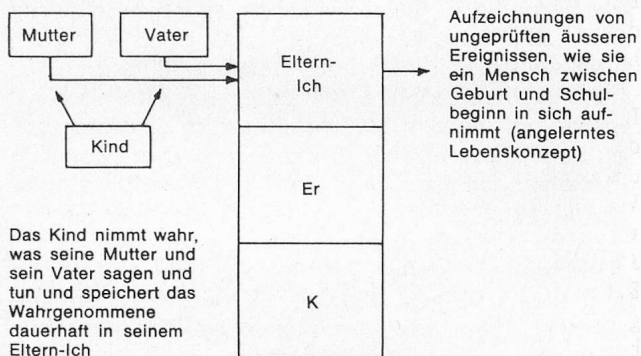 Mutter
Vater
Kind
Eltern-
Ich
Er
K
Aufzeichnungen von
ungeprüften äusseren
Ereignissen, wie sie
ein Mensch zwischen
Geburt und Schul-
beginn in sich auf-
nimmt (angelerntes
Lebenskonzept)
Das Kind nimmt wahr,
was seine Mutter und
sein Vater sagen und
tun und speichert das
Wahrgenommene
dauerhaft in seinem
Eltern-Ich